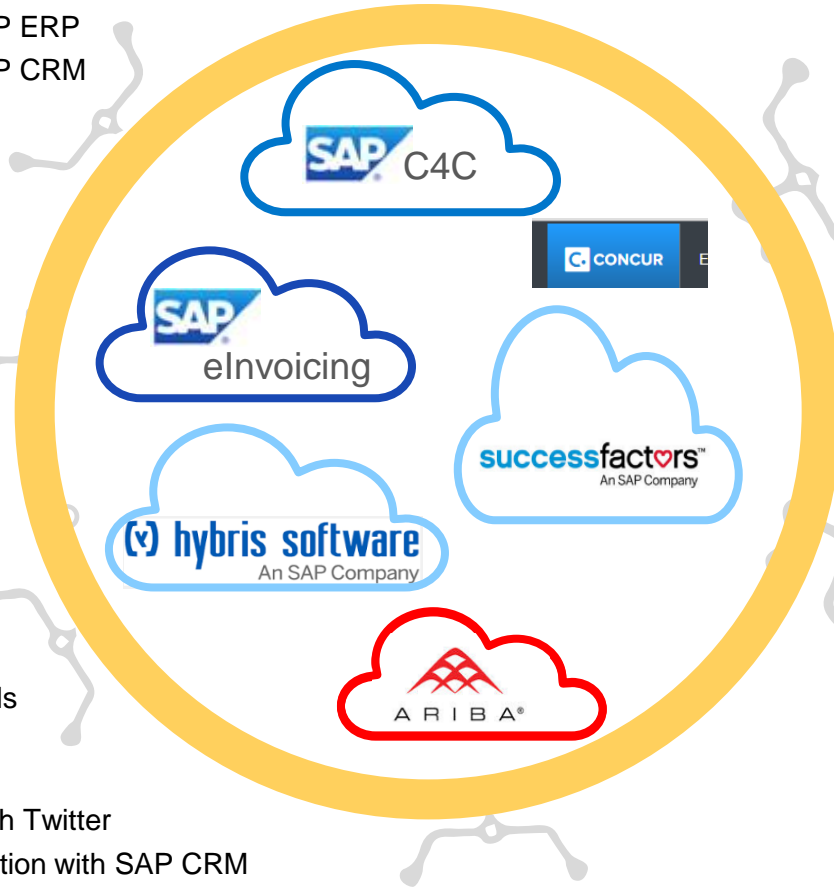 P ERP
P CRM
SAP C4C
C. CONCUR E
SAP
eInvoicing
successfactors™
An SAP Company
(v) hybris software
An SAP Company
ARIBA®
ls
h Twitter
tion with SAP CRM